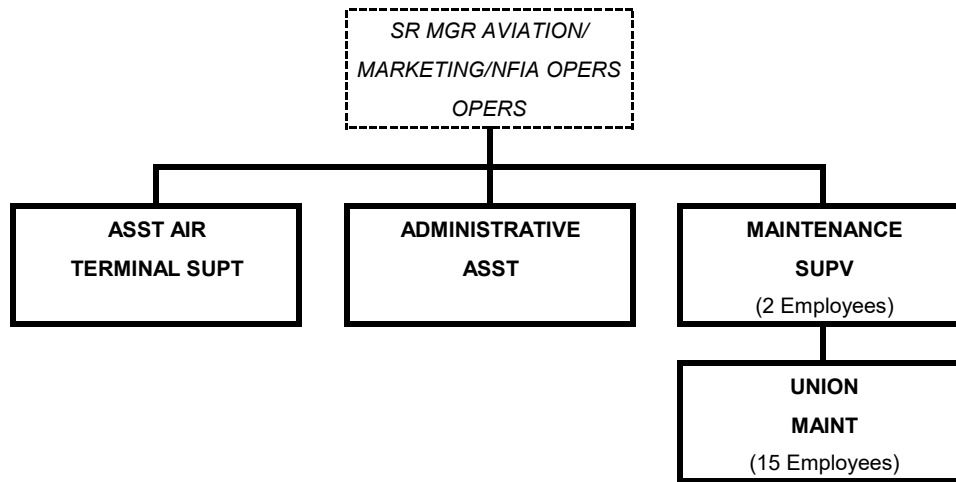 SR MGR AVIATION/
MARKETING/NFIA OPERS
OPERS
ASST AIR
TERMINAL SUPT
ADMINISTRATIVE
ASST
MAINTENANCE
SUPV
(2 Employees)
UNION
MAINT
(15 Employees)